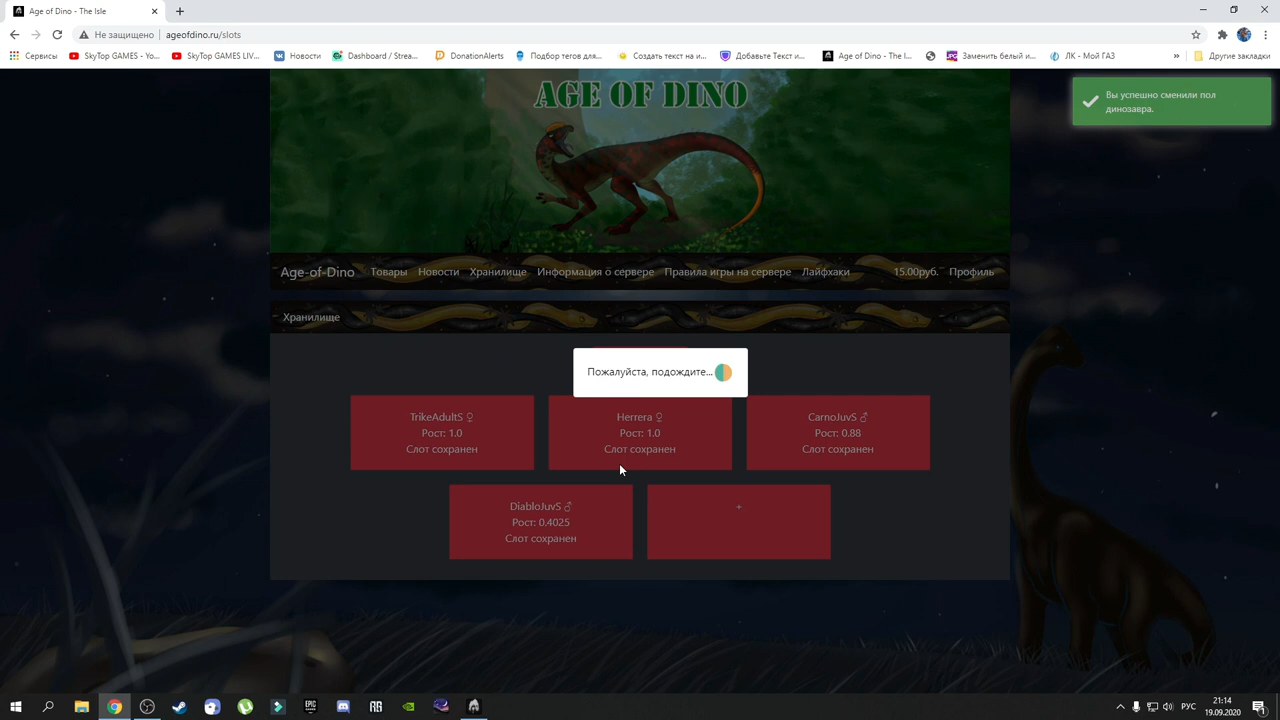 Age of Dino - The Isle
Не защищено
ageofdino.ru/slots
Сервисы
SkyTop GAMES - Yo...
SkyTop GAMES LIV...
Новости
Dashboard / Strea...
DonationAlerts
Подбор тегов для...
Создать текст на и...
Добавьте Текст и...
Age of Dino - The I...
Заменить белый и...
ЛК - Мой ГАЗ
»
Другие закладки
AGE OF DINO
Вы успешно сменили пол
динозавра.
Age-of-Dino
Товары
Новости
Хранилище
Информация о сервере
Правила игры на сервере
Лайфхаки
15.00руб.
Профиль
Хранилище
Пожалуйста, подождите...
TrikeAdultS ♀
Рост: 1.0
Слот сохранен
Herrera ♀
Рост: 1.0
Слот сохранен
CarnoJuvS ♂
Рост: 0.88
Слот сохранен
DiabloJuvS ♂
Рост: 0.4025
Слот сохранен
+
EPIC GAMES
РУС
21:14
19.09.2020